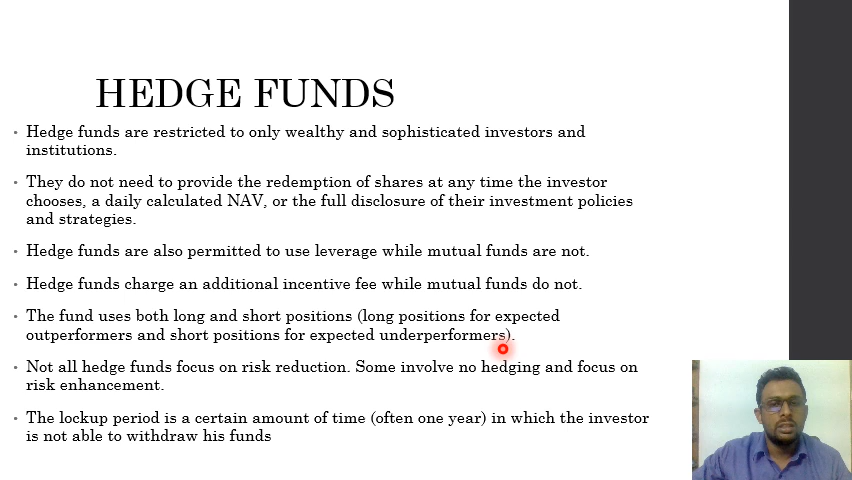 HEDGE FUNDS
• Hedge funds are restricted to only wealthy and sophisticated investors and
institutions.
• They do not need to provide the redemption of shares at any time the investor
chooses, a daily calculated NAV, or the full disclosure of their investment policies
and strategies.
• Hedge funds are also permitted to use leverage while mutual funds are not.
• Hedge funds charge an additional incentive fee while mutual funds do not.
• The fund uses both long and short positions (long positions for expected
outperformers and short positions for expected underperformers).
• Not all hedge funds focus on risk reduction. Some involve no hedging and focus on
risk enhancement.
• The lockup period is a certain amount of time (often one year) in which the investor
is not able to withdraw his funds